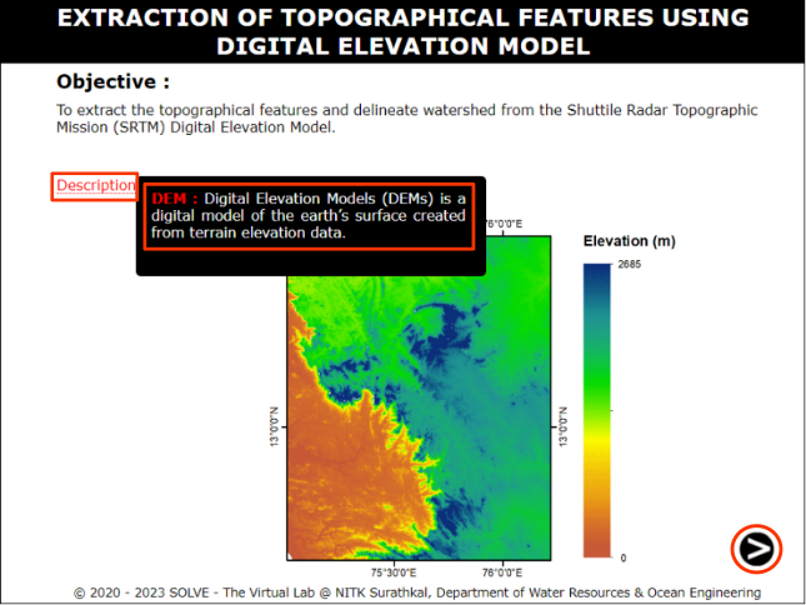 EXTRACTION OF TOPOGRAPHICAL FEATURES USING
DIGITAL ELEVATION MODEL
Objective :
To extract the topographical features and delineate watershed from the Shuttile Radar Topographic
Mission (SRTM) Digital Elevation Model.
Description
DEM : Digital Elevation Models (DEMs) is a
digital model of the earth's surface created
from terrain elevation data.
76°0'0"E
Elevation (m)
2685
13°0'0"N
13°0'0"N
0
75°30'0"E
76°0'0"E
© 2020 - 2023 SOLVE - The Virtual Lab @ NITK Surathkal, Department of Water Resources & Ocean Engineering